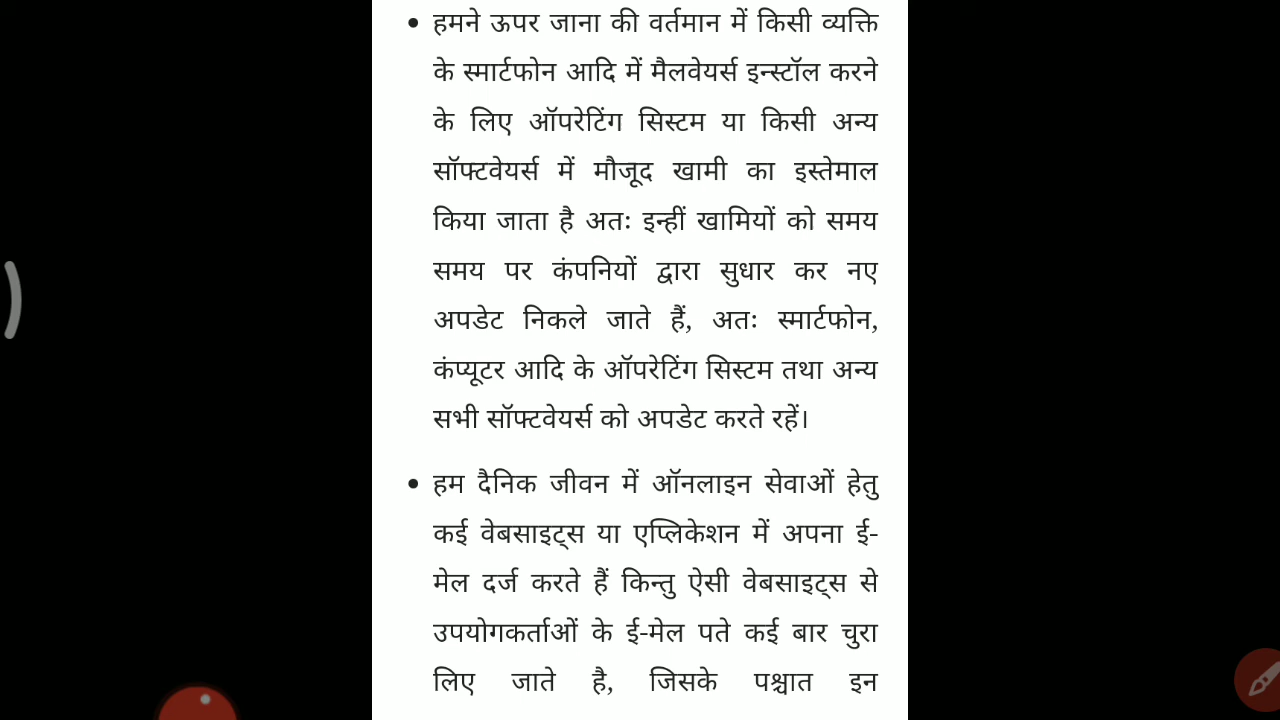 हमने ऊपर जाना की वर्तमान में किसी व्यक्ति
के स्मार्टफोन आदि में मैलवेयर्स इन्स्टॉल करने
के लिए ऑपरेटिंग सिस्टम या किसी अन्य
सॉफ्टवेयर्स में मौजूद खामी का इस्तेमाल
किया जाता है अतः इन्हीं खामियों को समय
समय पर कंपनियों द्वारा सुधार कर नए
अपडेट निकले जाते हैं, अतः स्मार्टफोन,
कंप्यूटर आदि के ऑपरेटिंग सिस्टम तथा अन्य
सभी सॉफ्टवेयर्स को अपडेट करते रहें।
हम दैनिक जीवन में ऑनलाइन सेवाओं हेतु
कई वेबसाइट्स या एप्लिकेशन में अपना ई-
मेल दर्ज करते हैं किन्तु ऐसी वेबसाइट्स से
उपयोगकर्ताओं के ई-मेल पते कई बार चुरा
लिए जाते है, जिसके पश्चात इन